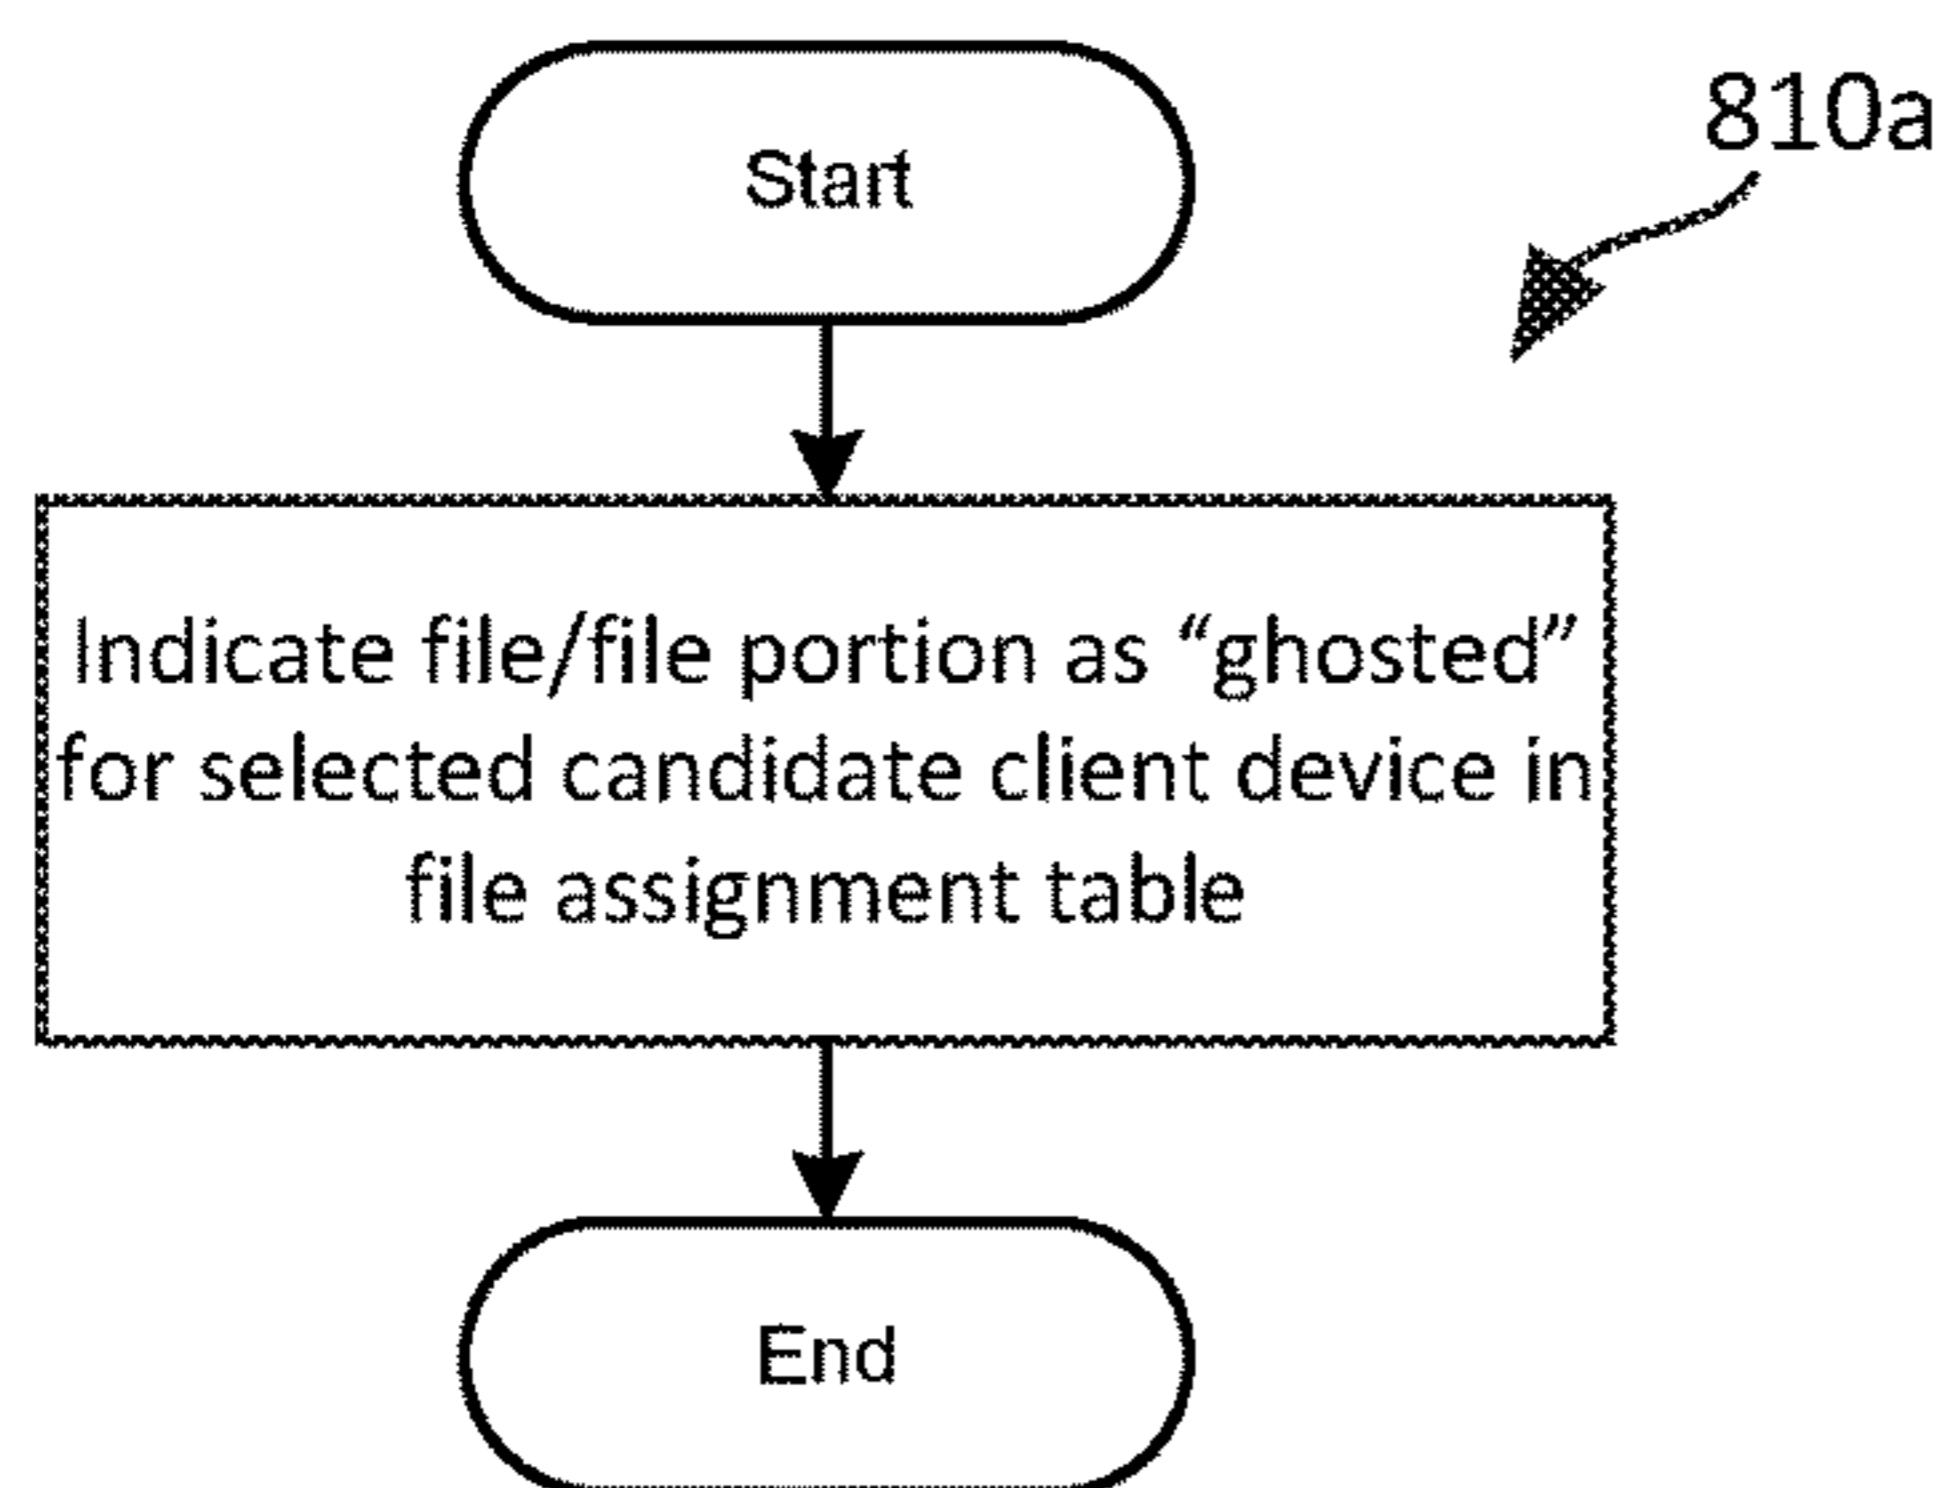 Start
810a
Indicate file/file portion as “ghosted”
for selected candidate client device in
file assignment table
End